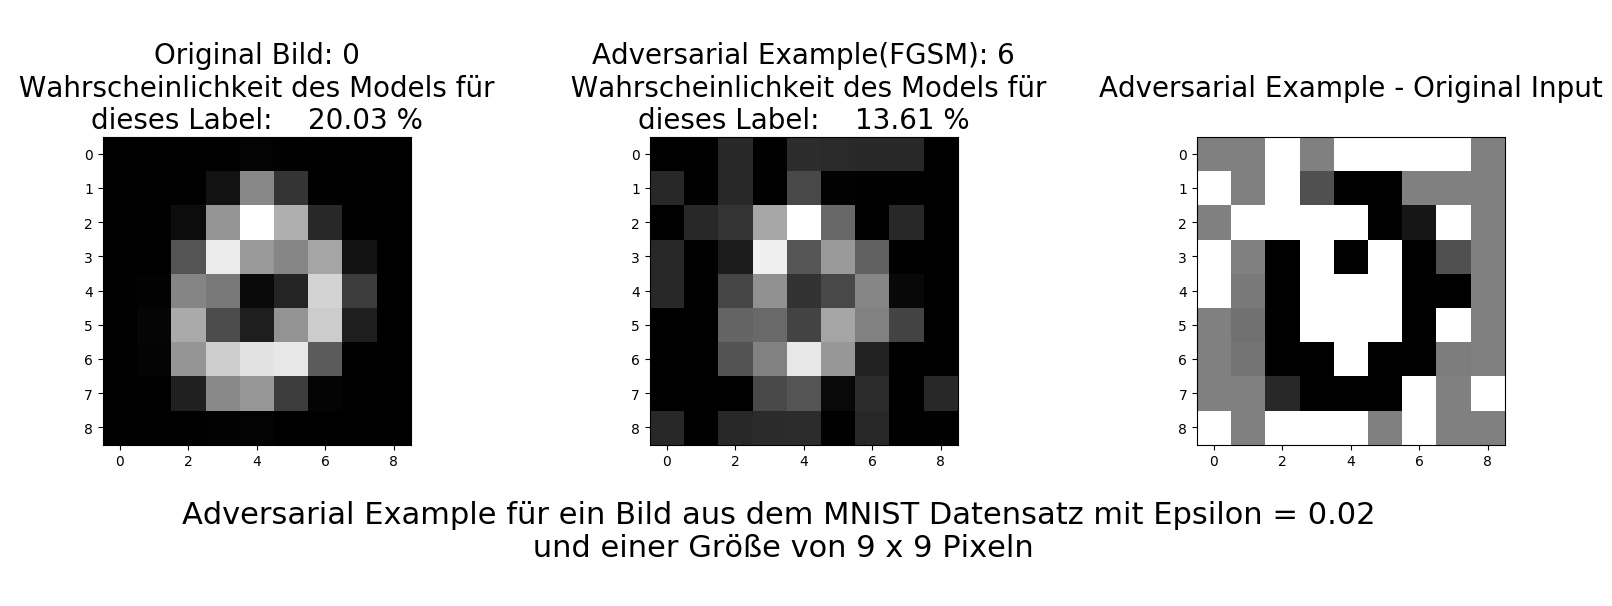 Original Bild: 0
Wahrscheinlichkeit des Models für
dieses Label: 20.03 %
0
1
2
3
4
5
6
7
8
0 2 4 6 8
Adversarial Example(FGSM): 6
Wahrscheinlichkeit des Models für
dieses Label: 13.61 %
0
1
2
3
4
5
6
7
8
0 2 4 6 8
Adversarial Example - Original Input
0
1
2
3
4
5
6
7
8
0 2 4 6 8
Adversarial Example für ein Bild aus dem MNIST Datensatz mit Epsilon = 0.02
und einer Größe von 9 x 9 Pixeln